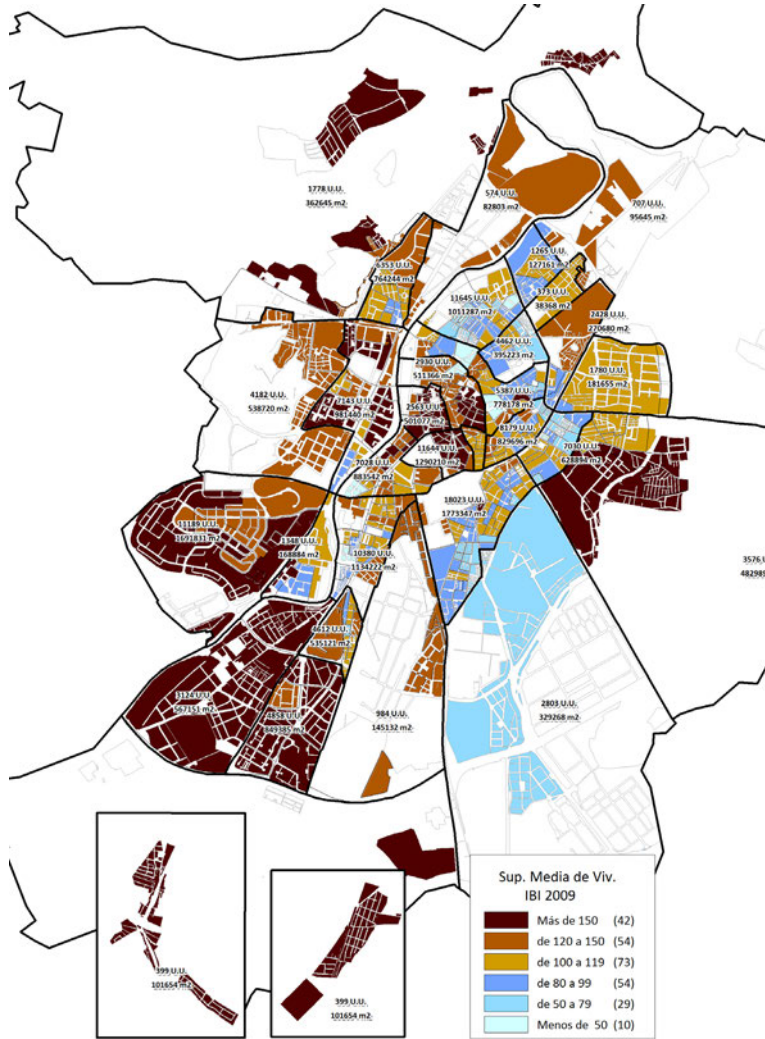 1778 U.U.
362645 m2
574 U.U.
82803 m2
707 U.U.
95645 m2
6353 U.U.
764244 m2
1265 U.U.
127161 m2
373 U.U.
38368 m2
11645 U.U.
1011287 m2
2428 U.U.
220680 m2
4462 U.U.
395223 m2
2930 U.U.
511366 m2
1780 U.U.
181655 m2
5387 U.U.
778178 m2
4182 U.U.
538720 m2
7143 U.U.
981440 m2
2563 U.U.
501077 m2
8179 U.U.
829696 m2
7030 U.U.
628894 m2
11644 U.U.
1290210 m2
7028 U.U.
883542 m2
18023 U.U.
1773347 m2
11189 U.U.
1691831 m2
1348 U.U.
168884 m2
10380 U.U.
1134222 m2
3576 U
48298
4612 U.U.
535121 m2
3124 U.U.
567151 m2
4858 U.U.
849385 m2
984 U.U.
145132 m2
2803 U.U.
329268 m2
399 U.U.
101654 m2
399 U.U.
101654 m2
Sup. Media de Viv.
IBI 2009
Más de 150 (42)
de 120 a 150 (54)
de 100 a 119 (73)
de 80 a 99 (54)
de 50 a 79 (29)
Menos de 50 (10)